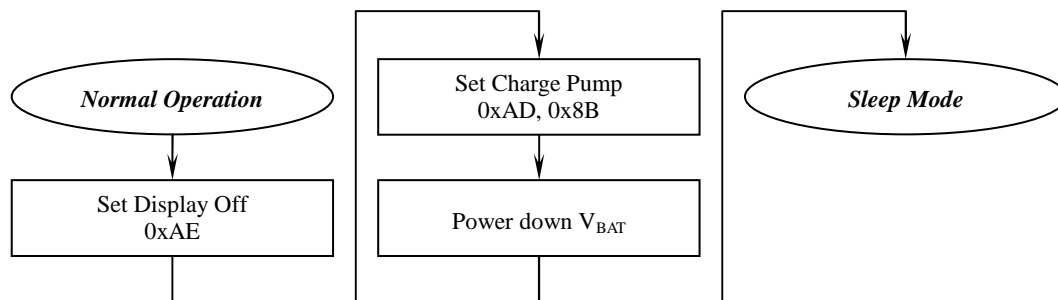 Normal Operation
Set Display Off
0xAE
Set Charge Pump
0xAD, 0x8B
Power down VBAT
Sleep Mode